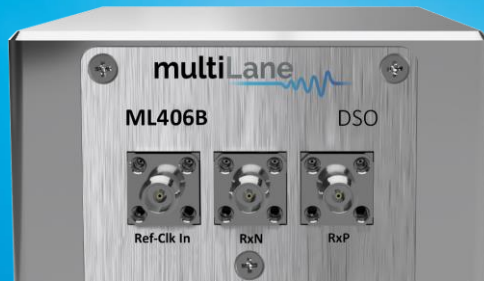 multiLane
ML406B DSO
Ref-Clk In RxN RxP